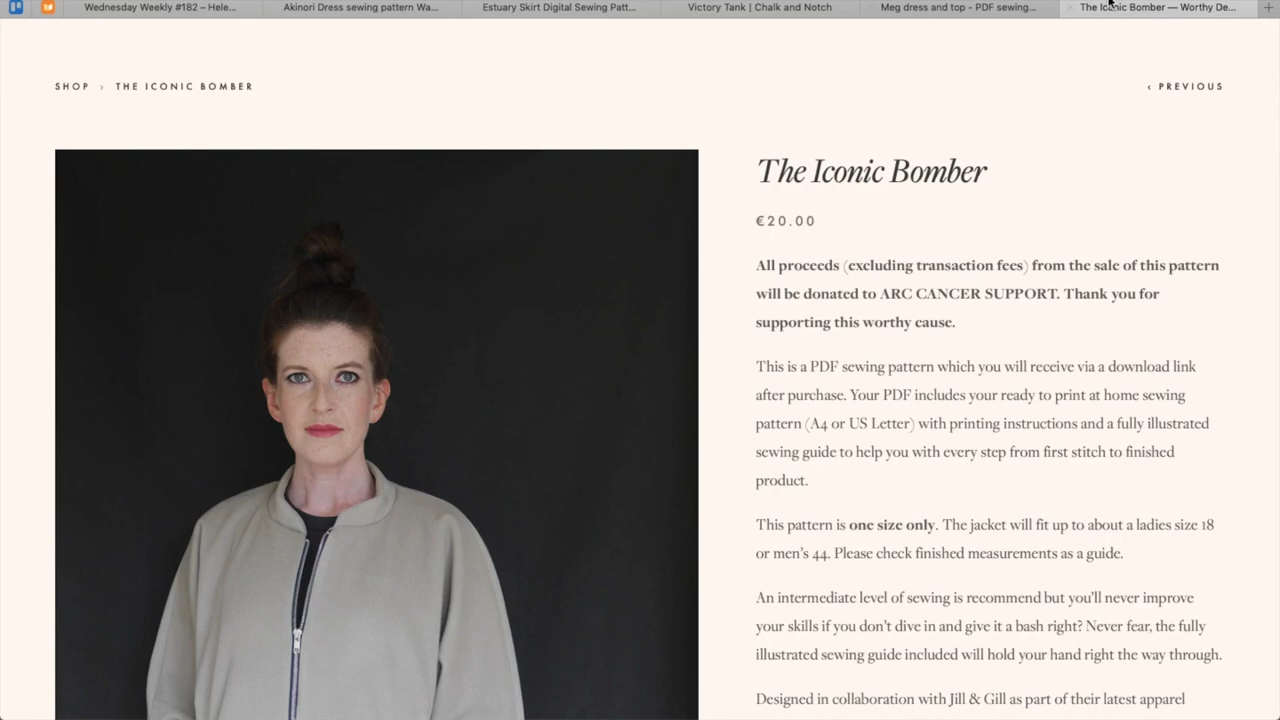 Wednesday Weekly #182 – Hele...
Akinori Dress sewing pattern Wa...
Estuary Skirt Digital Sewing Patt...
Victory Tank | Chalk and Notch
Meg dress and top - PDF sewing...
The Iconic Bomber — Worthy De...
SHOP › THE ICONIC BOMBER
‹ PREVIOUS
The Iconic Bomber
€20.00
All proceeds (excluding transaction fees) from the sale of this pattern
will be donated to ARC CANCER SUPPORT. Thank you for
supporting this worthy cause.
This is a PDF sewing pattern which you will receive via a download link
after purchase. Your PDF includes your ready to print at home sewing
pattern (A4 or US Letter) with printing instructions and a fully illustrated
sewing guide to help you with every step from first stitch to finished
product.
This pattern is one size only. The jacket will fit up to about a ladies size 18
or men's 44. Please check finished measurements as a guide.
An intermediate level of sewing is recommend but you'll never improve
your skills if you don't dive in and give it a bash right? Never fear, the fully
illustrated sewing guide included will hold your hand right the way through.
Designed in collaboration with Jill & Gill as part of their latest apparel